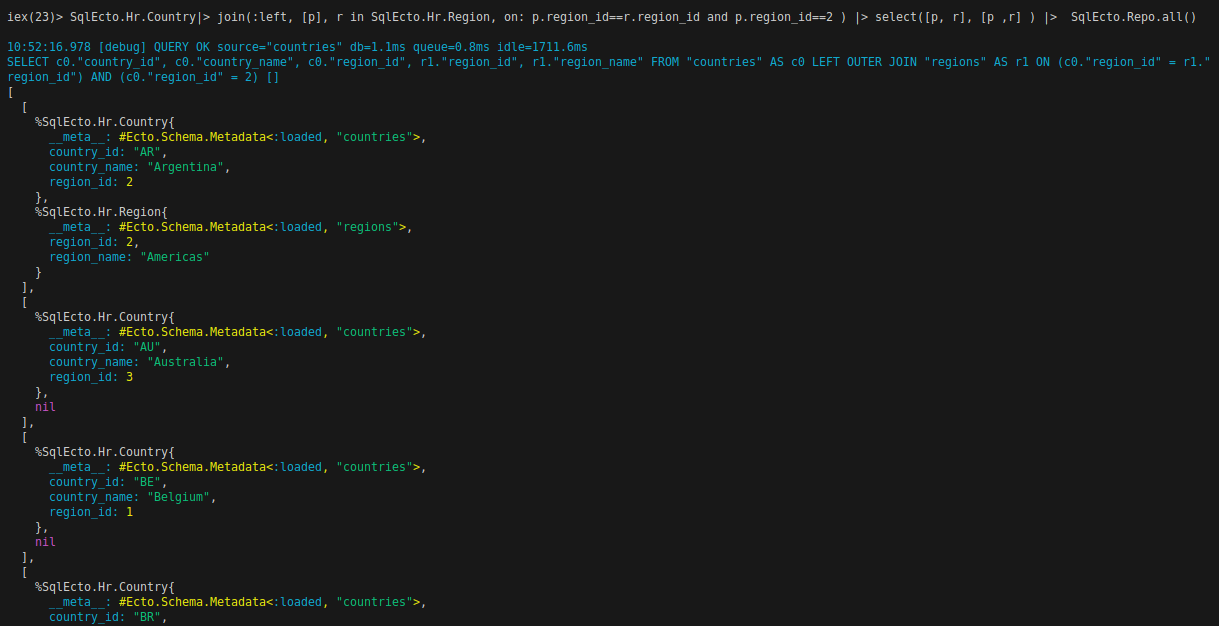 iex(23)> SqlEcto.Hr.Country|> join(:left, [p], r in SqlEcto.Hr.Region, on: p.region_id==r.region_id and p.region_id==2 ) |> select([p, r], [p ,r] ) |>  SqlEcto.Repo.all()
10:52:16.978 [debug] QUERY OK source="countries" db=1.1ms queue=0.8ms idle=1711.6ms
SELECT c0."country_id", c0."country_name", c0."region_id", r1."region_id", r1."region_name" FROM "countries" AS c0 LEFT OUTER JOIN "regions" AS r1 ON (c0."region_id" = r1."
region_id") AND (c0."region_id" = 2) []
[
  [
    %SqlEcto.Hr.Country{
      __meta__: #Ecto.Schema.Metadata<:loaded, "countries">,
      country_id: "AR",
      country_name: "Argentina",
      region_id: 2
    },
    %SqlEcto.Hr.Region{
      __meta__: #Ecto.Schema.Metadata<:loaded, "regions">,
      region_id: 2,
      region_name: "Americas"
    }
  ],
  [
    %SqlEcto.Hr.Country{
      __meta__: #Ecto.Schema.Metadata<:loaded, "countries">,
      country_id: "AU",
      country_name: "Australia",
      region_id: 3
    },
    nil
  ],
  [
    %SqlEcto.Hr.Country{
      __meta__: #Ecto.Schema.Metadata<:loaded, "countries">,
      country_id: "BE",
      country_name: "Belgium",
      region_id: 1
    },
    nil
  ],
  [
    %SqlEcto.Hr.Country{
      __meta__: #Ecto.Schema.Metadata<:loaded, "countries">,
      country_id: "BR",